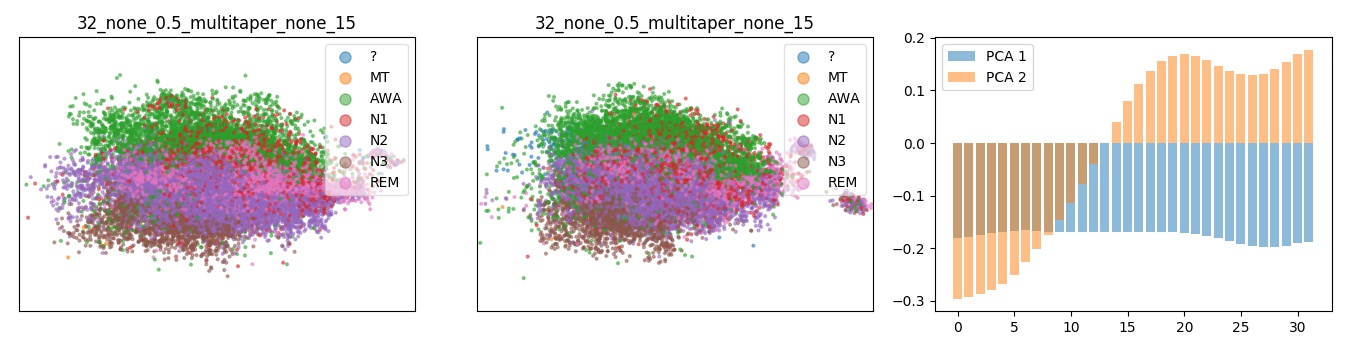 32_none_0.5_multitaper_none_15
?
MT
AWA
N1
N2
N3
REM
32_none_0.5_multitaper_none_15
?
MT
AWA
N1
N2
N3
REM
PCA 1
PCA 2
0.2
0.1
0.0
−0.1
−0.2
−0.3
0 5 10 15 20 25 30